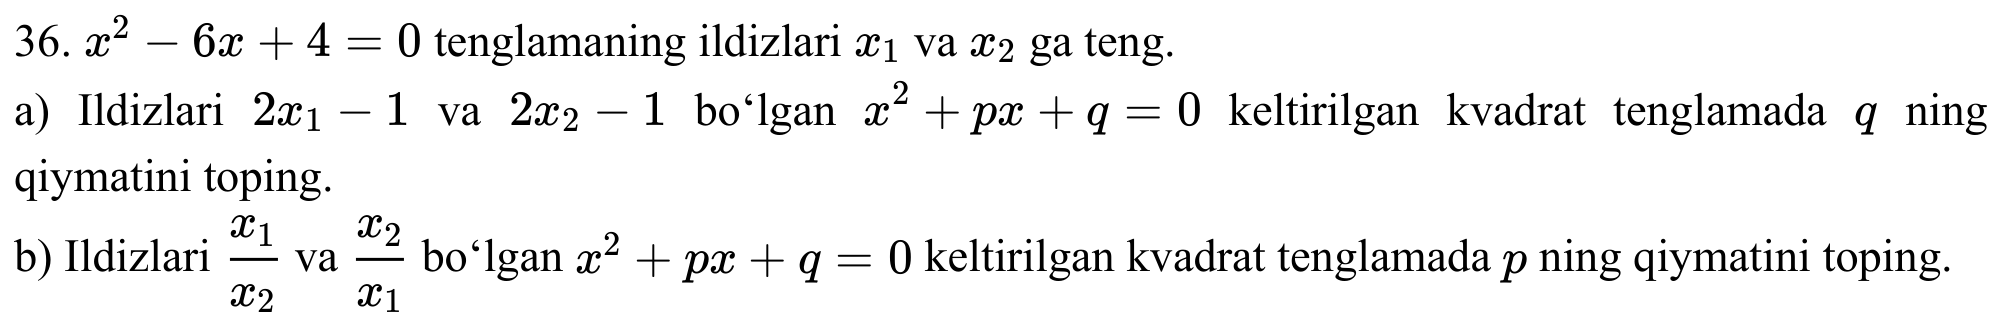 36. x² − 6x + 4 = 0 tenglamaning ildizlari x₁ va x₂ ga teng.
a) Ildizlari 2x₁ − 1 va 2x₂ − 1 bo‘lgan x² + px + q = 0 keltirilgan kvadrat tenglamada q ning
qiymatini toping.
b) Ildizlari x₁/x₂ va x₂/x₁ bo‘lgan x² + px + q = 0 keltirilgan kvadrat tenglamada p ning qiymatini toping.